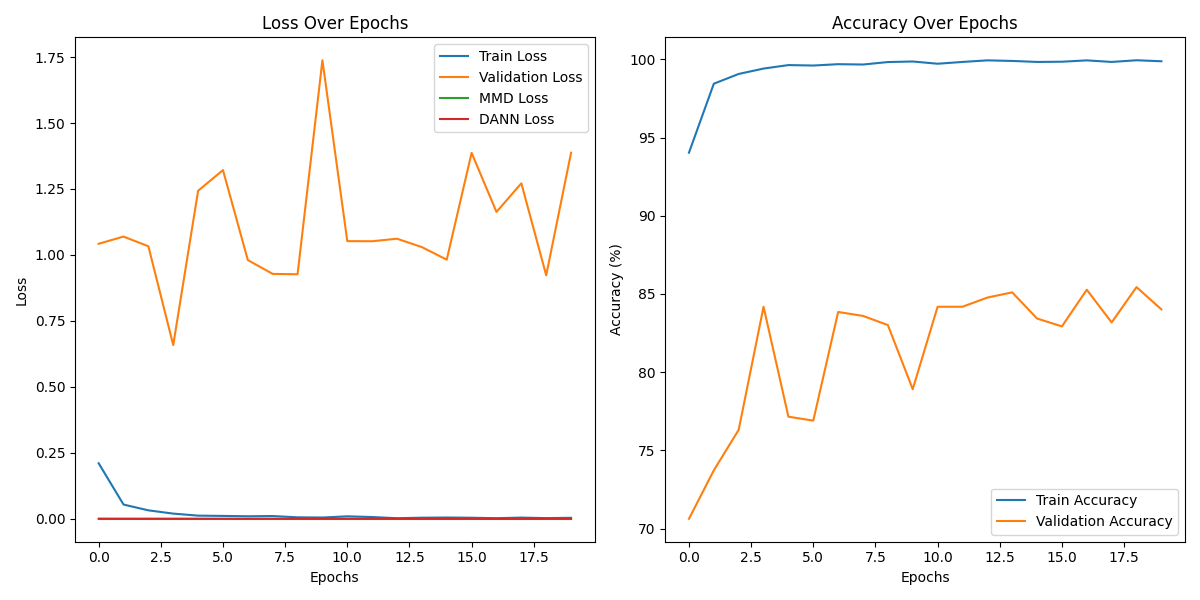 Loss Over Epochs
1.75
1.50
1.25
1.00
0.75
0.50
0.25
0.00
Loss
0.0 2.5 5.0 7.5 10.0 12.5 15.0 17.5
Epochs
Train Loss
Validation Loss
MMD Loss
DANN Loss
Accuracy Over Epochs
100
95
90
85
80
75
70
Accuracy (%)
0.0 2.5 5.0 7.5 10.0 12.5 15.0 17.5
Epochs
Train Accuracy
Validation Accuracy